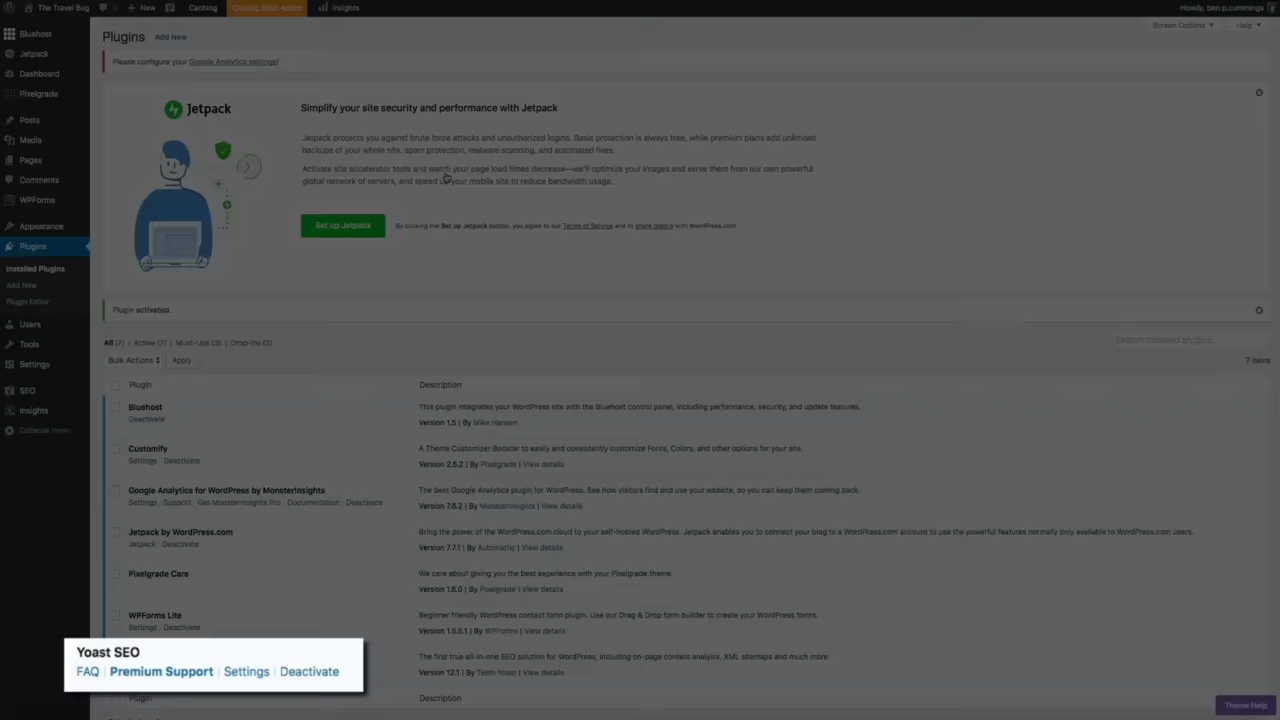 The Travel Bug
+ New
Caching
Coming Soon Active
Insights
Howdy, ben.p.cummings
Bluehost
Jetpack
Dashboard
Pixelgrade
Posts
Media
Pages
Comments
WPForms
Appearance
Plugins
Installed Plugins
Add New
Plugin Editor
Users
Tools
Settings
SEO
Insights
Collapse menu
Plugins
Add New
Screen Options
Help
Please configure your Google Analytics settings!
Jetpack
Simplify your site security and performance with Jetpack
Jetpack protects you against brute force attacks and unauthorized logins. Basic protection is always free, while premium plans add unlimited
backups of your whole site, spam protection, malware scanning, and automated fixes.
Activate site accelerator tools and watch your page load times decrease—we'll optimize your images and serve them from our own powerful
global network of servers, and speed up your mobile site to reduce bandwidth usage.
Set up Jetpack
By clicking the Set up Jetpack button, you agree to our Terms of Service and to share details with WordPress.com
Plugin activated.
All (7) | Active (7) | Must-Use (3) | Drop-ins (2)
Search installed plugins...
Bulk Actions
Apply
7 items
Plugin
Description
Bluehost
Deactivate
This plugin integrates your WordPress site with the Bluehost control panel, including performance, security, and update features.
Version 1.5 | By Mike Hansen
Customify
Settings Deactivate
A Theme Customizer Booster to easily and consistently customize Fonts, Colors, and other options for your site.
Version 2.5.2 | By Pixelgrade | View details
Google Analytics for WordPress by MonsterInsights
Settings Support Get MonsterInsights Pro Documentation Deactivate
The best Google Analytics plugin for WordPress. See how visitors find and use your website, so you can keep them coming back.
Version 7.8.2 | By MonsterInsights | View details
Jetpack by WordPress.com
Jetpack Deactivate
Bring the power of the WordPress.com cloud to your self-hosted WordPress. Jetpack enables you to connect your blog to a WordPress.com account to use the powerful features normally only available to WordPress.com users.
Version 7.7.1 | By Automattic | View details
Pixelgrade Care
We care about giving you the best experience with your Pixelgrade theme.
Version 1.6.0 | By Pixelgrade | View details
WPForms Lite
Settings Deactivate
Beginner friendly WordPress contact form plugin. Use our Drag & Drop form builder to create your WordPress forms.
Version 1.5.5.1 | By WPForms | View details
Yoast SEO
FAQ | Premium Support | Settings | Deactivate
The first true all-in-one SEO solution for WordPress, including on-page content analysis, XML sitemaps and much more.
Version 12.1 | By Team Yoast | View details
Plugin
Description
Theme Help